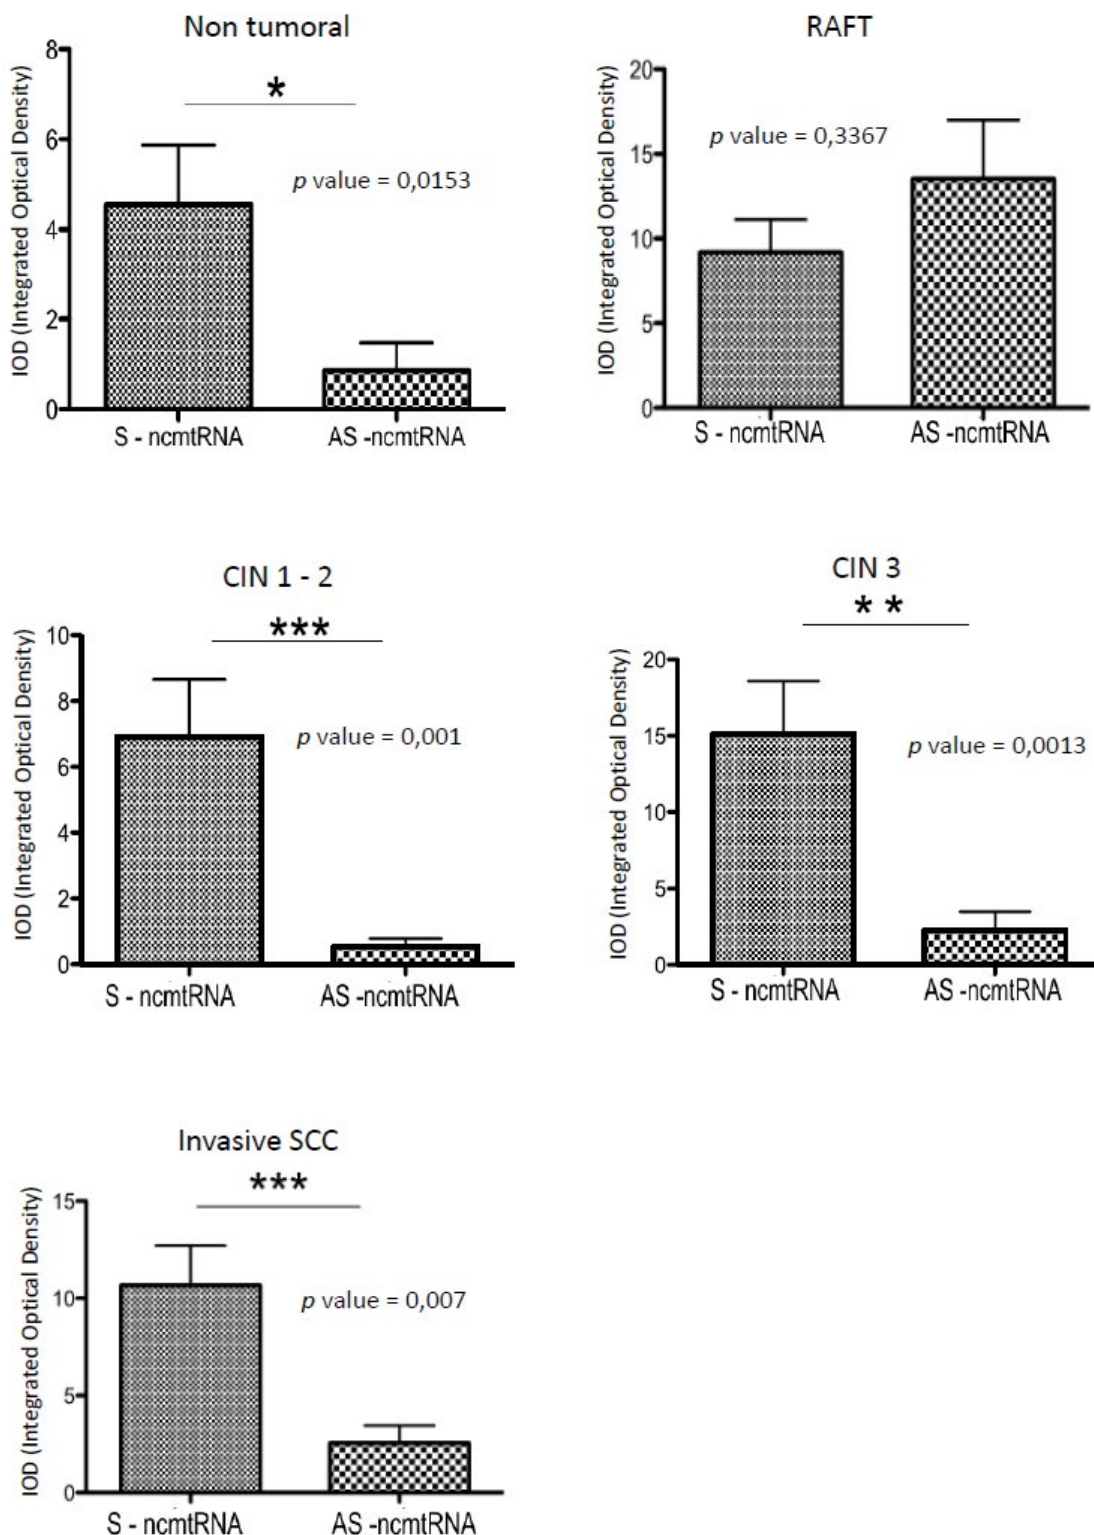 Non tumoral
IOD (Integrated Optical Density)
8
6
4
2
0
*
p value = 0,0153
S - ncmtRNA
AS -ncmtRNA
RAFT
IOD (Integrated Optical Density)
20
15
10
5
0
p value = 0,3367
S - ncmtRNA
AS -ncmtRNA
CIN 1 - 2
IOD (Integrated Optical Density)
10
8
6
4
2
0
***
p value = 0,001
S - ncmtRNA
AS -ncmtRNA
CIN 3
IOD (Integrated Optical Density)
20
15
10
5
0
* *
p value = 0,0013
S - ncmtRNA
AS -ncmtRNA
Invasive SCC
IOD (Integrated Optical Density)
15
10
5
0
***
p value = 0,007
S - ncmtRNA
AS -ncmtRNA